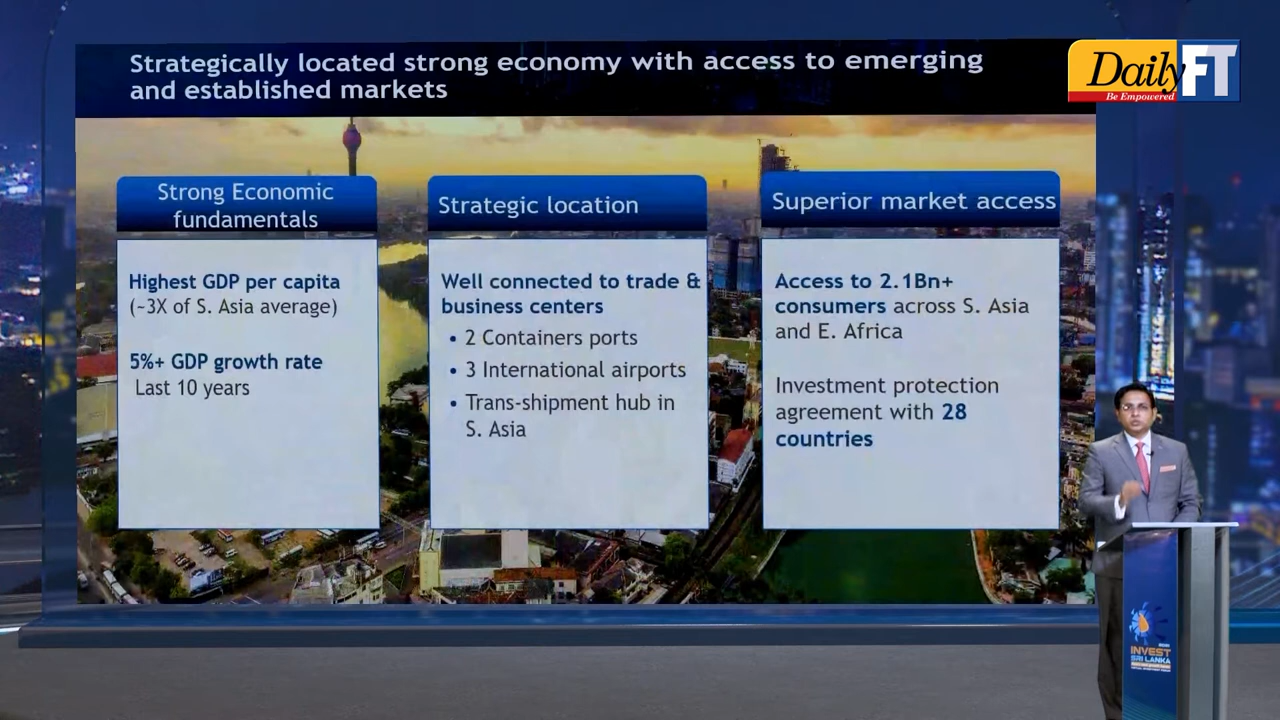 Strategically located strong economy with access to emerging
and established markets
Daily FT
Be Empowered
Strong Economic
fundamentals
Highest GDP per capita
(~3X of S. Asia average)
5%+ GDP growth rate
Last 10 years
Strategic location
Well connected to trade &
business centers
• 2 Containers ports
• 3 International airports
• Trans-shipment hub in
S. Asia
Superior market access
Access to 2.1Bn+
consumers across S. Asia
and E. Africa
Investment protection
agreement with 28
countries
INVEST
SRI LANKA